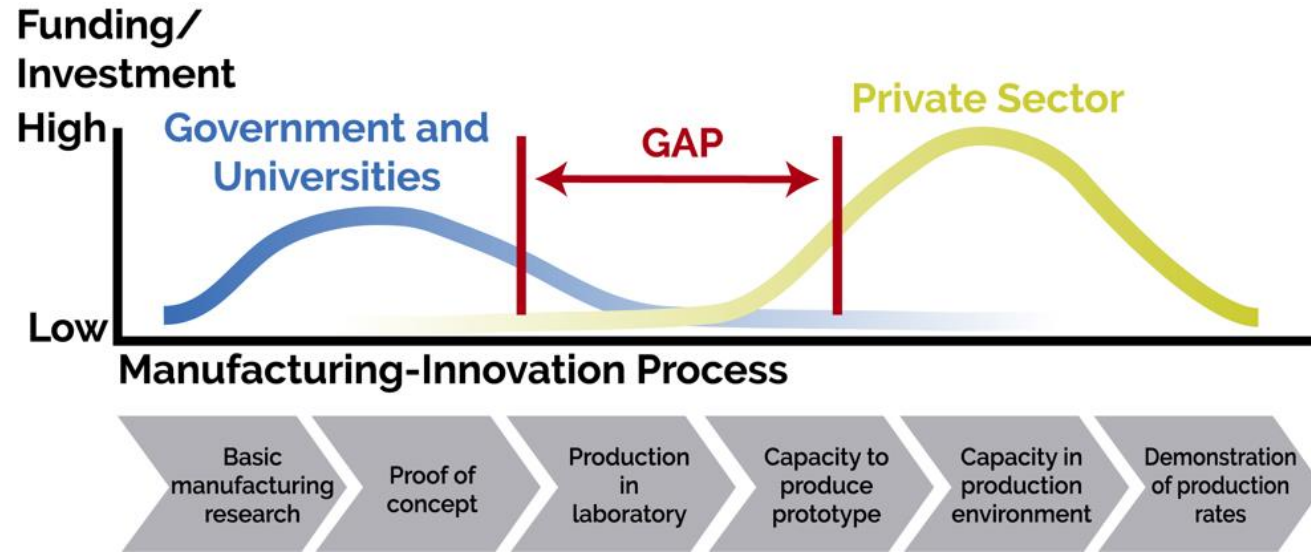 Funding/
Investment
High
Government and
Universities
GAP
Private Sector
Low
Manufacturing-Innovation Process
Basic
manufacturing
research
Proof of
concept
Production
in
laboratory
Capacity to
produce
prototype
Capacity in
production
environment
Demonstration
of production
rates